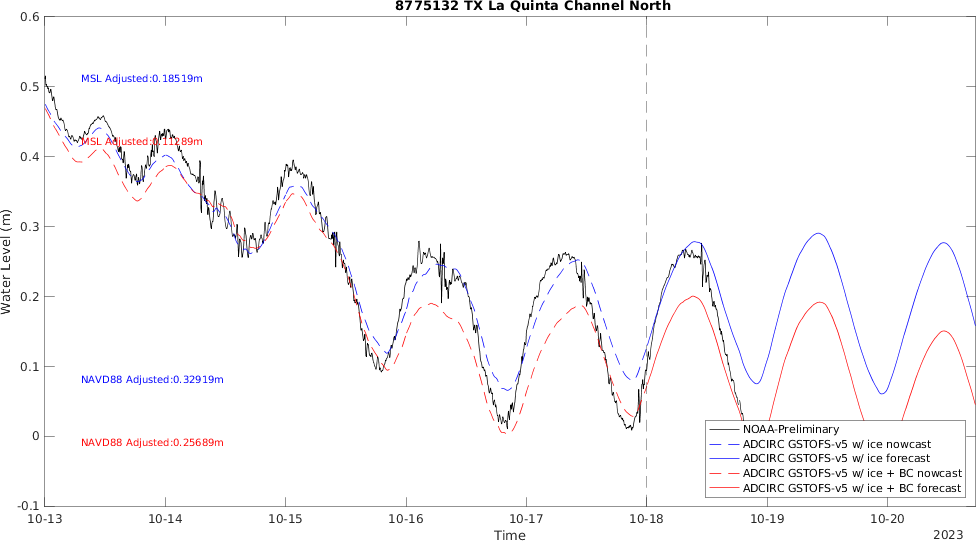 8775132 TX La Quinta Channel North
0.6
0.5
0.4
0.3
0.2
0.1
0
-0.1
Water Level (m)
MSL Adjusted:0.18519m
MSL Adjusted:0.11289m
NAVD88 Adjusted:0.32919m
NAVD88 Adjusted:0.25689m
NOAA-Preliminary
ADCIRC GSTOFS-v5 w/ ice nowcast
ADCIRC GSTOFS-v5 w/ ice forecast
ADCIRC GSTOFS-v5 w/ ice + BC nowcast
ADCIRC GSTOFS-v5 w/ ice + BC forecast
10-13 10-14 10-15 10-16 10-17 10-18 10-19 10-20
Time
2023